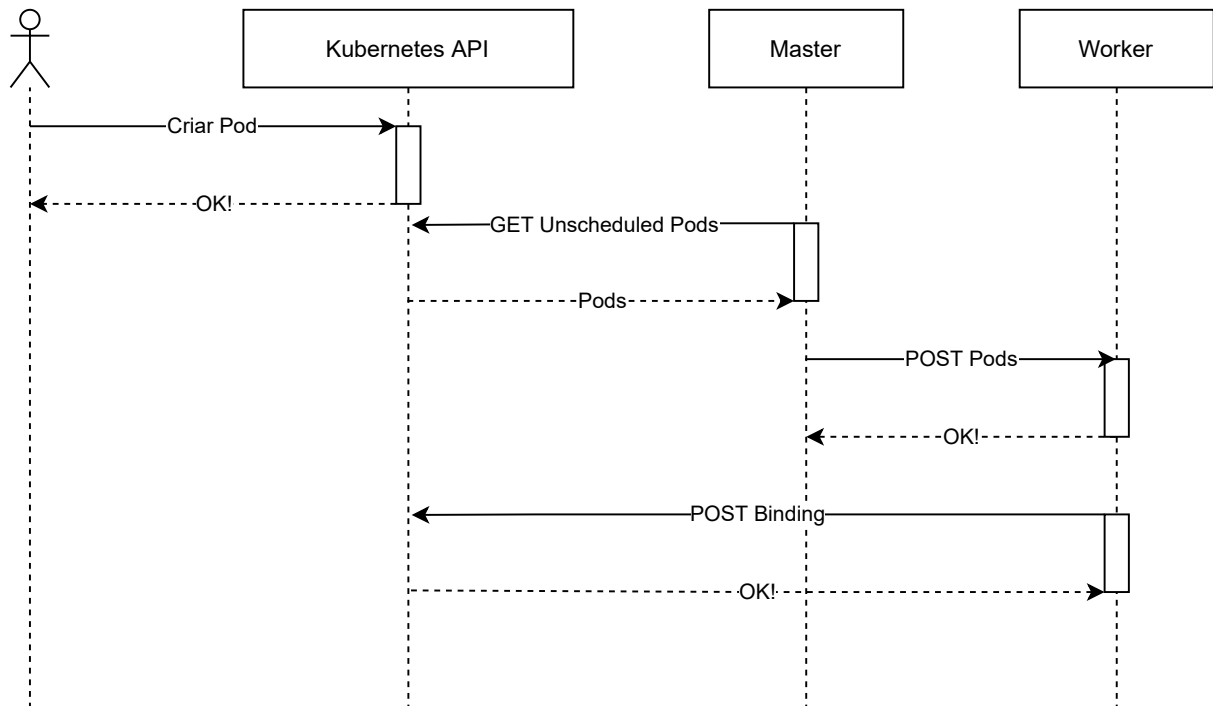 Kubernetes API
Master
Worker
Criar Pod
OK!
GET Unscheduled Pods
Pods
POST Pods
OK!
POST Binding
OK!